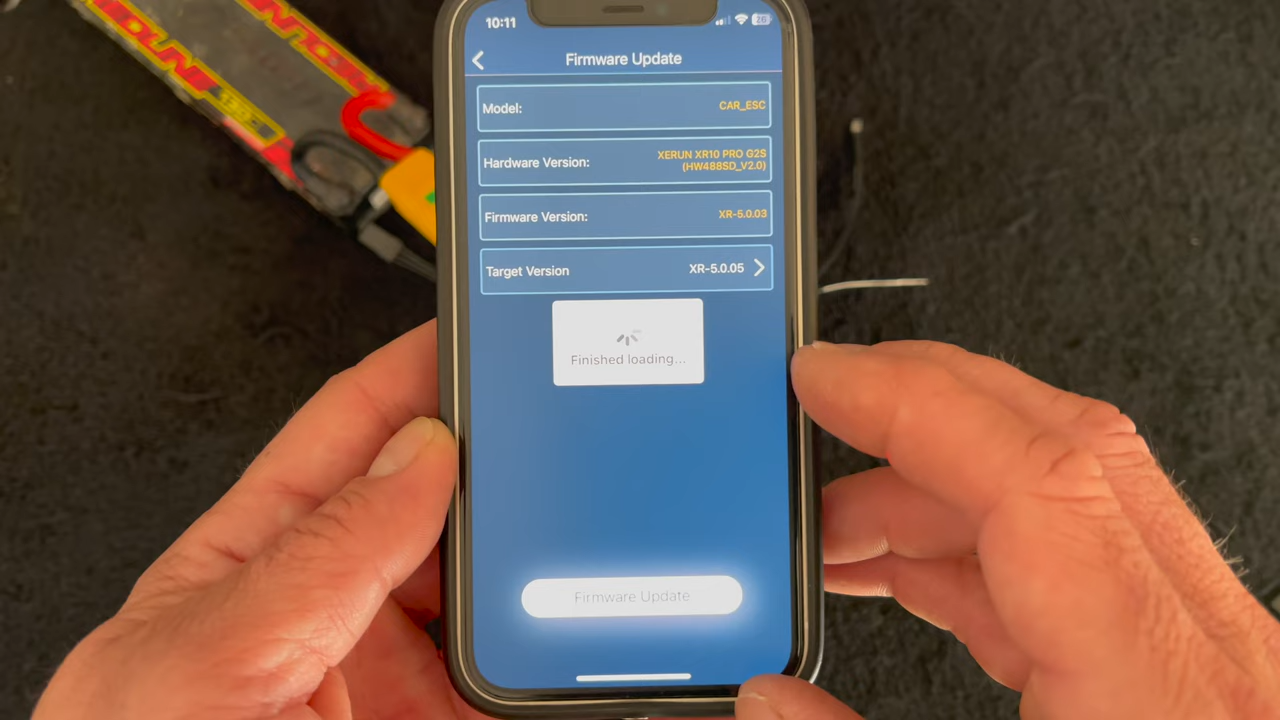 10:11
26
Firmware Update
Model:
CAR_ESC
Hardware Version:
XERUN XR10 PRO G2S
(HW488SD_V2.0)
Firmware Version:
XR-5.0.03
Target Version
XR-5.0.05
Finished loading...
Firmware Update